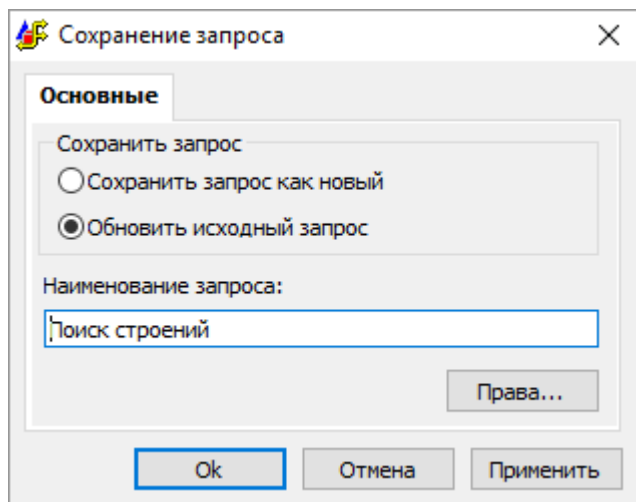 Сохранение запроса
Основные
Сохранить запрос
Сохранить запрос как новый
Обновить исходный запрос
Наименование запроса:
Поиск строений
Права...
Ok Отмена Применить